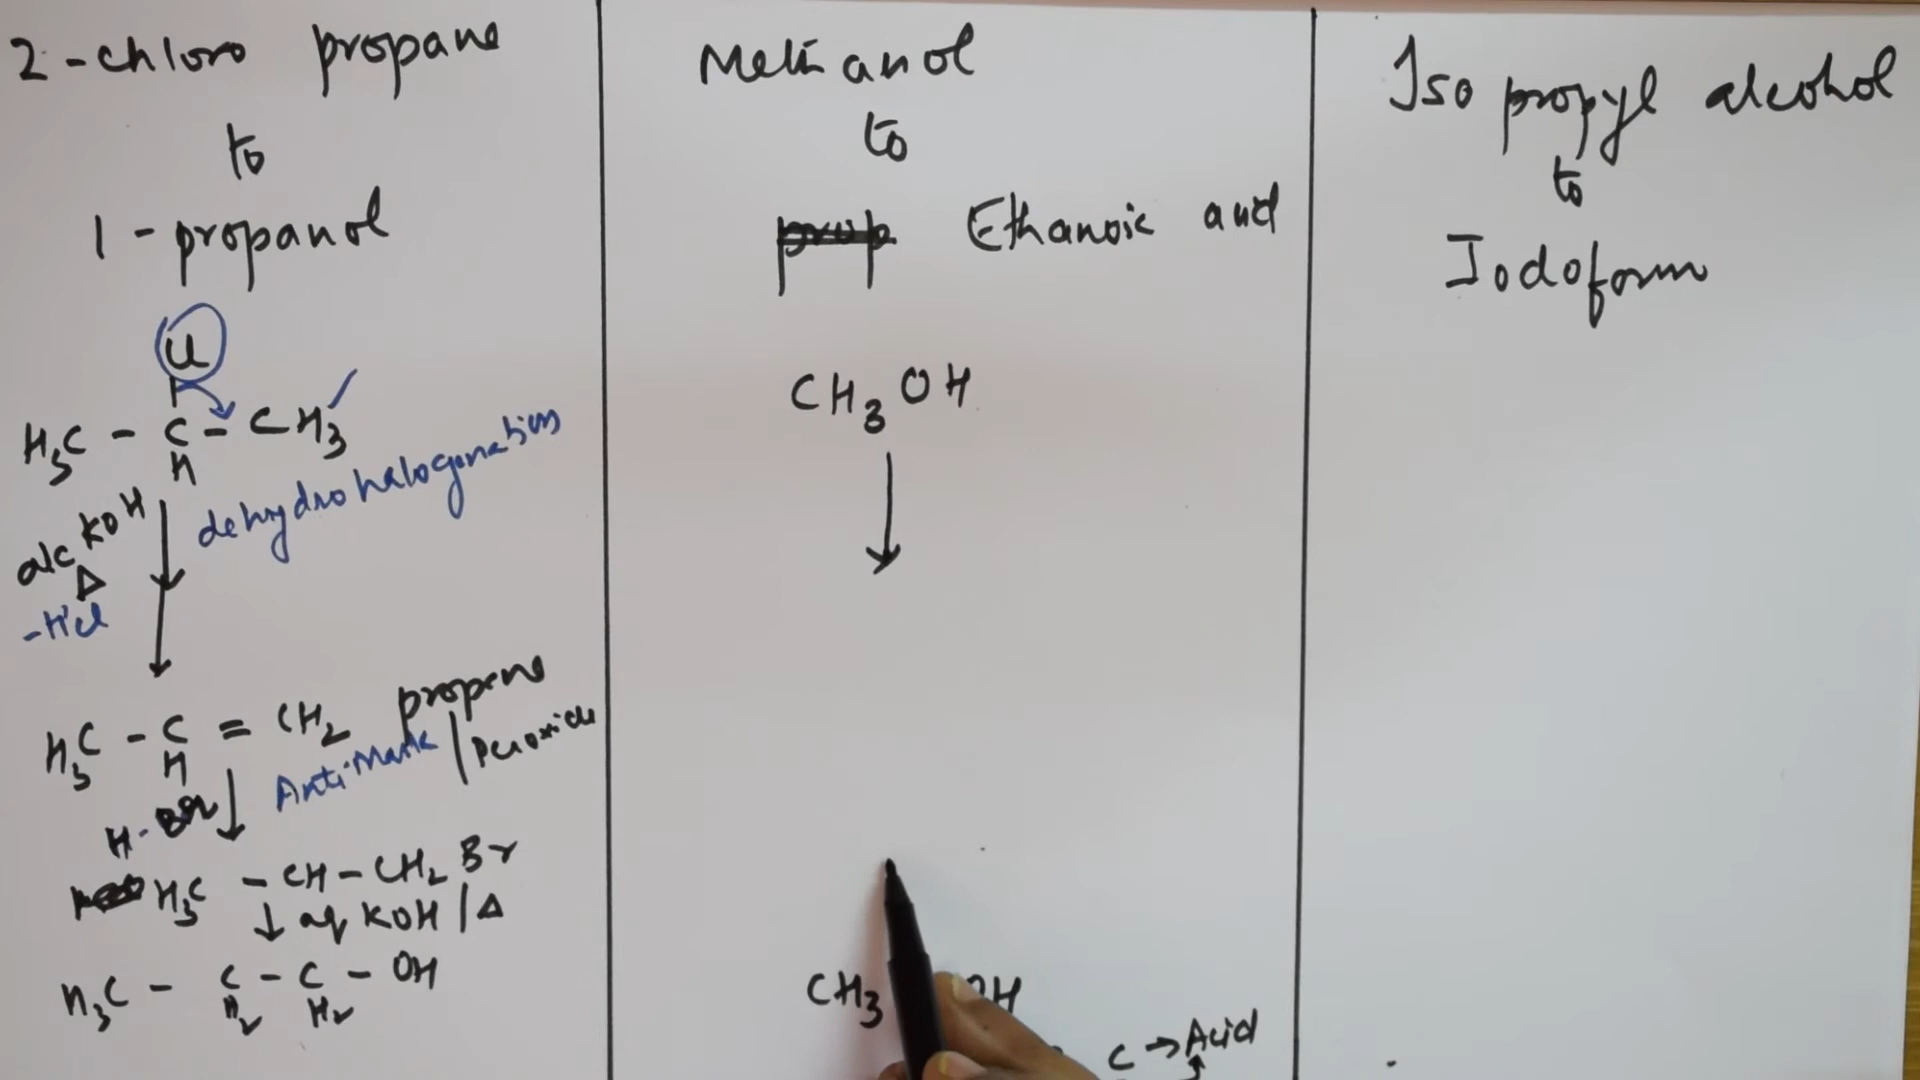 2-chloro propane
to
1-propanol
Cl
H3C - C - CH3
H
alc KOH
Δ
dehydrohalogenation
-HCl
H3C - C = CH2 propene
H
H-Br
Anti Mark / Peroxide
H3C - CH - CH2 Br
aq KOH / Δ
H3C - C - C - OH
H2 H2
Methanol
to
prop Ethanoic acid
CH3OH
CH3 OH
C → Acid
Iso propyl alcohol
to
Iodoform